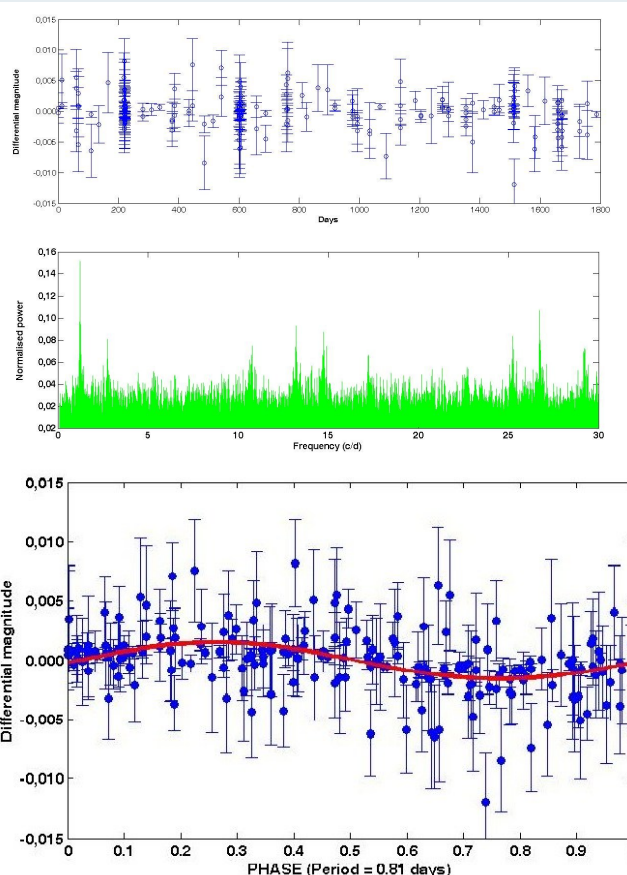 0,015
0,010
0,005
0,000
-0,005
-0,010
-0,015
Differential magnitude
0 200 400 600 800 1000 1200 1400 1600 1800
Days
0,16
0,14
0,12
0,10
0,08
0,06
0,04
0,02
Normalised power
0 5 10 15 20 25 30
Frequency (c/d)
0,015
0,010
0,005
0.000
-0,005
-0,010
-0,015
Differential magnitude
0 0.1 0.2 0.3 0.4 0.5 0.6 0.7 0.8 0.9
PHASE (Period = 0.81 days)